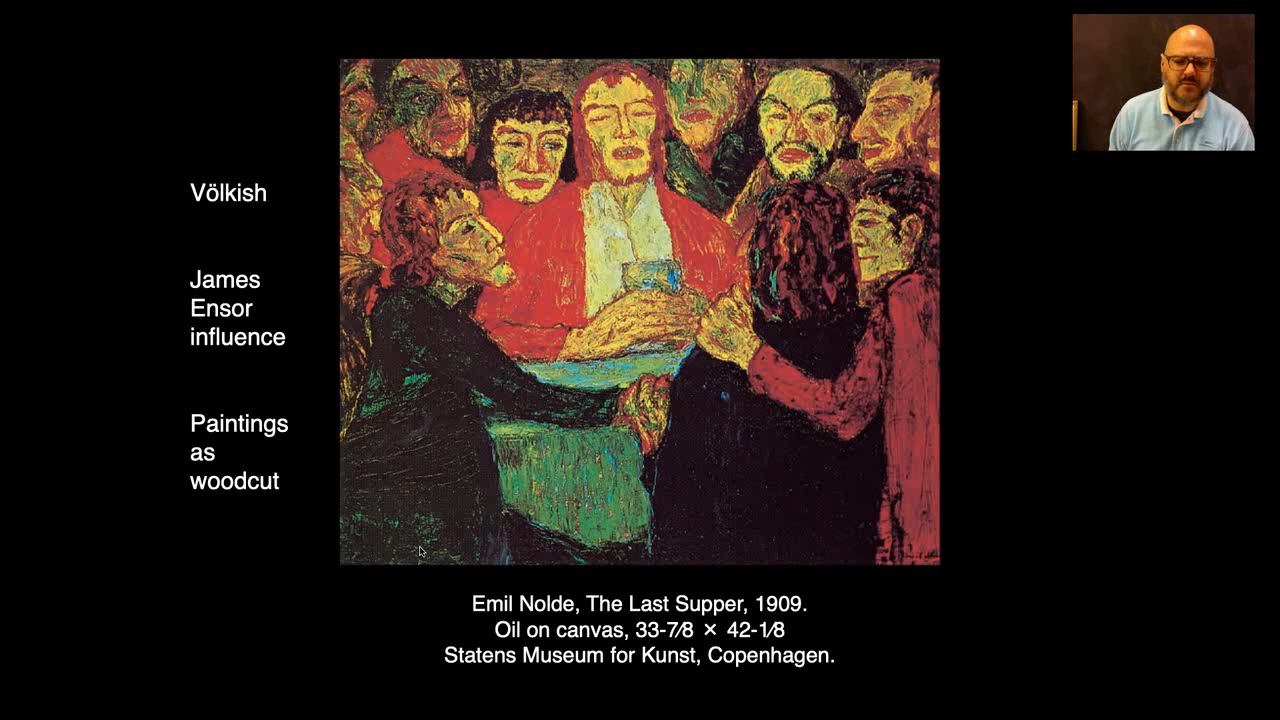 Völkish
James
Ensor
influence
Paintings
as
woodcut
Emil Nolde, The Last Supper, 1909.
Oil on canvas, 33-7⁄8 × 42-1⁄8
Statens Museum for Kunst, Copenhagen.